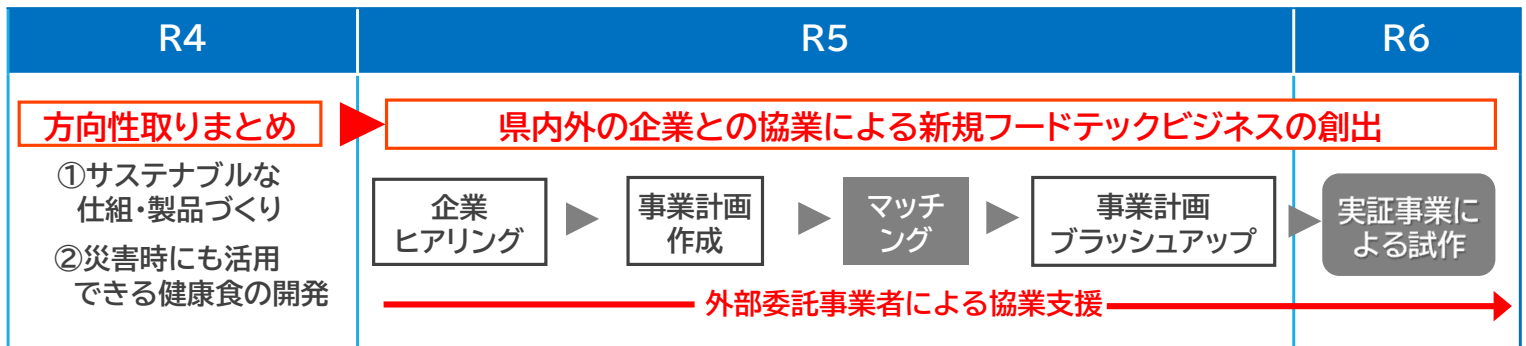 R4
R5
R6
方向性取りまとめ
県内外の企業との協業による新規フードテックビジネスの創出
①サステナブルな
仕組・製品づくり
②災害時にも活用
できる健康食の開発
企業
ヒアリング
事業計画
作成
マッチ
ング
事業計画
ブラッシュアップ
実証事業に
よる試作
外部委託事業者による協業支援